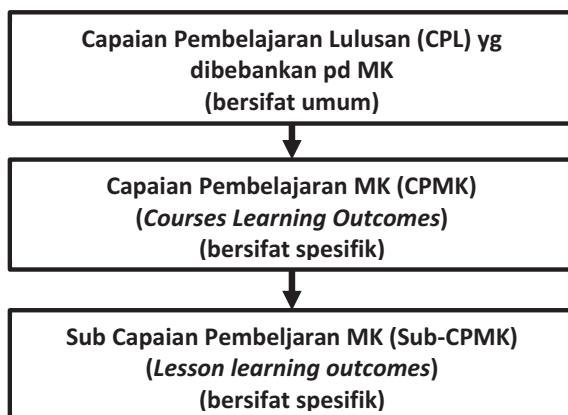 Capaian Pembelajaran Lulusan (CPL) yg
dibebankan pd MK
(bersifat umum)
Capaian Pembelajaran MK (CPMK)
(Courses Learning Outcomes)
(bersifat spesifik)
Sub Capaian Pembeljaran MK (Sub-CPMK)
(Lesson learning outcomes)
(bersifat spesifik)